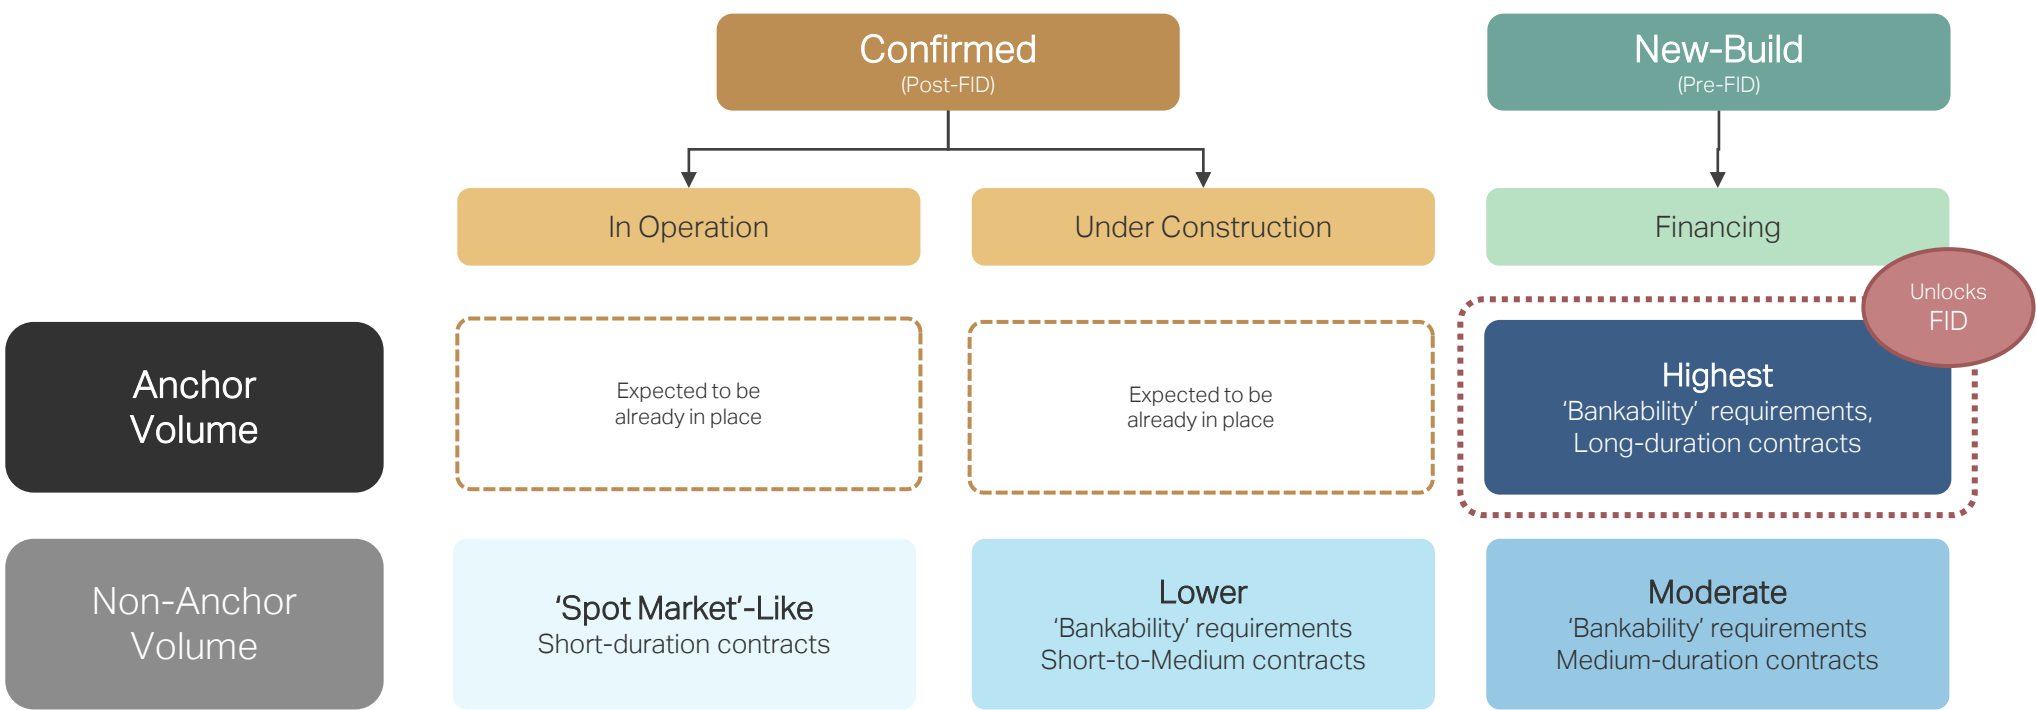 Confirmed
(Post-FID)
New-Build
(Pre-FID)
In Operation
Under Construction
Financing
Unlocks
FID
Anchor
Volume
Expected to be
already in place
Expected to be
already in place
Highest
‘Bankability’ requirements,
Long-duration contracts
Non-Anchor
Volume
‘Spot Market’-Like
Short-duration contracts
Lower
‘Bankability’ requirements
Short-to-Medium contracts
Moderate
‘Bankability’ requirements
Medium-duration contracts